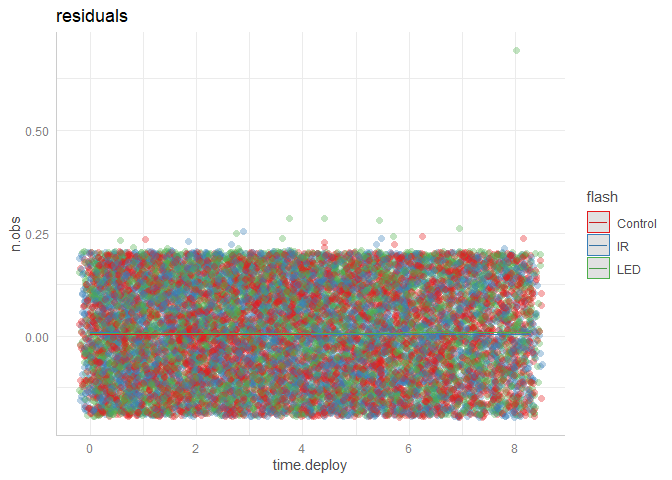 residuals
0.50
0.25
0.00
n.obs
0
2
4
6
8
time.deploy
flash
Control
IR
LED